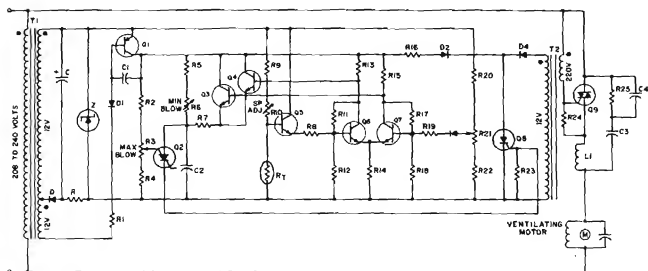 T1
T2
Q1
Q4
Q3
R9
R16
D2
D4
220V
Q9
C4
R25
C3
C1
R5
R13
R15
R20
C
Z
D1
R2
MIN BLOW
R6
SP ADJ.
R10
Q5
R11
R17
R24
208 TO 240 VOLTS
12V
R7
R8
Q6
Q7
R19
R21
Q8
12V
L1
MAX BLOW
R3
Q2
R4
C2
RT
R12
R14
R18
R22
R23
D
R
12V
R1
VENTILATING MOTOR
M